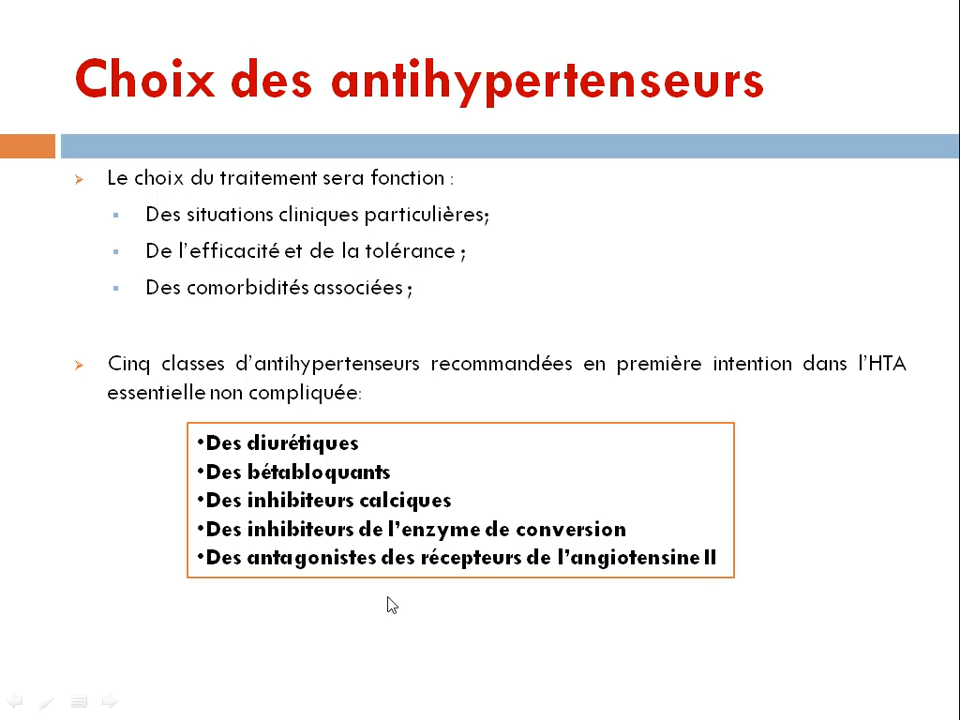 Choix des antihypertenseurs
Le choix du traitement sera fonction :
Des situations cliniques particulières;
De l'efficacité et de la tolérance ;
Des comorbidités associées ;
Cinq classes d'antihypertenseurs recommandées en première intention dans l'HTA
essentielle non compliquée:
•Des diurétiques
•Des bétabloquants
•Des inhibiteurs calciques
•Des inhibiteurs de l'enzyme de conversion
•Des antagonistes des récepteurs de l'angiotensine II